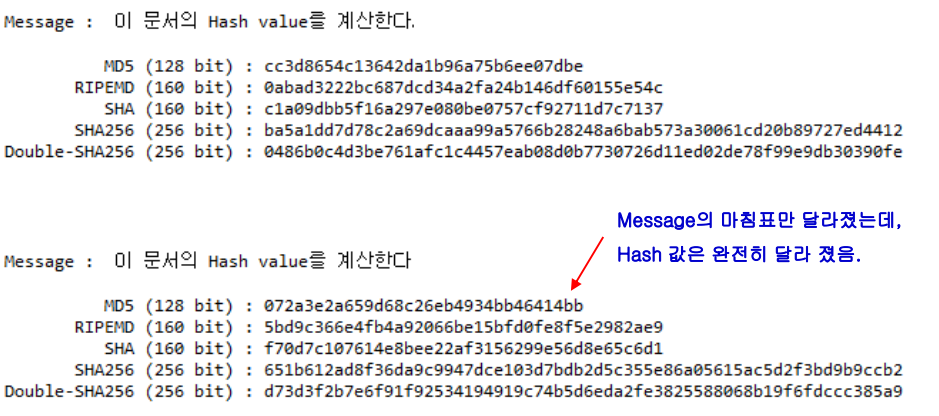 Message :  이 문서의 Hash value를 계산한다.
MD5 (128 bit) : cc3d8654c13642da1b96a75b6ee07dbe
RIPEMD (160 bit) : 0abad3222bc687dcd34a2fa24b146df60155e54c
SHA (160 bit) : c1a09dbb5f16a297e080be0757cf92711d7c7137
SHA256 (256 bit) : ba5a1dd7d78c2a69dcaaa99a5766b28248a6bab573a30061cd20b89727ed4412
Double-SHA256 (256 bit) : 0486b0c4d3be761afc1c4457eab08d0b7730726d11ed02de78f99e9db30390fe
Message의 마침표만 달라졌는데,
Hash 값은 완전히 달라 졌음.
Message :  이 문서의 Hash value를 계산한다
MD5 (128 bit) : 072a3e2a659d68c26eb4934bb46414bb
RIPEMD (160 bit) : 5bd9c366e4fb4a92066be15bfd0fe8f5e2982ae9
SHA (160 bit) : f70d7c107614e8bee22af3156299e56d8e65c6d1
SHA256 (256 bit) : 651b612ad8f36da9c9947dce103d7bdb2d5c355e86a05615ac5d2f3bd9b9ccb2
Double-SHA256 (256 bit) : d73d3f2b7e6f91f92534194919c74b5d6eda2fe3825588068b19f6fdccc385a9